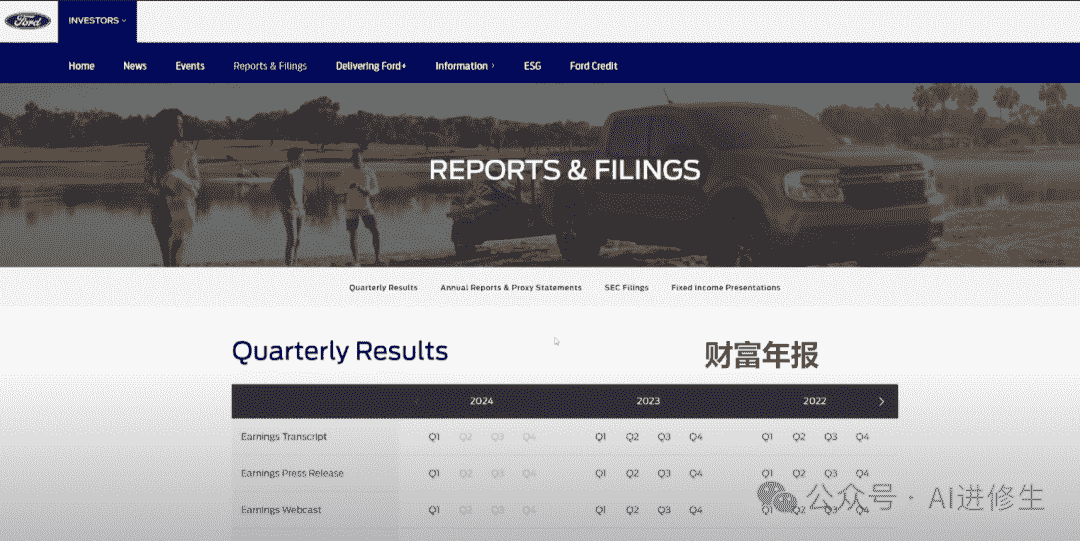 Ford INVESTORS
Home News Events Reports & Filings Delivering Ford+ Information ESG Ford Credit
REPORTS & FILINGS
Quarterly Results Annual Reports & Proxy Statements SEC Filings Fixed Income Presentations
Quarterly Results 财富年报
2024 2023 2022
Earnings Transcript Q1 Q2 Q3 Q4 Q1 Q2 Q3 Q4 Q1 Q2 Q3 Q4
Earnings Press Release Q1 Q2 Q3 Q4 Q1 Q2 Q3 Q4 Q1 Q2 Q3 Q4
Earnings Webcast Q1 Q2 Q3 Q4 Q1 Q2 Q3 Q4 Q1 Q2 Q3 Q4
公众号 · AI进修生